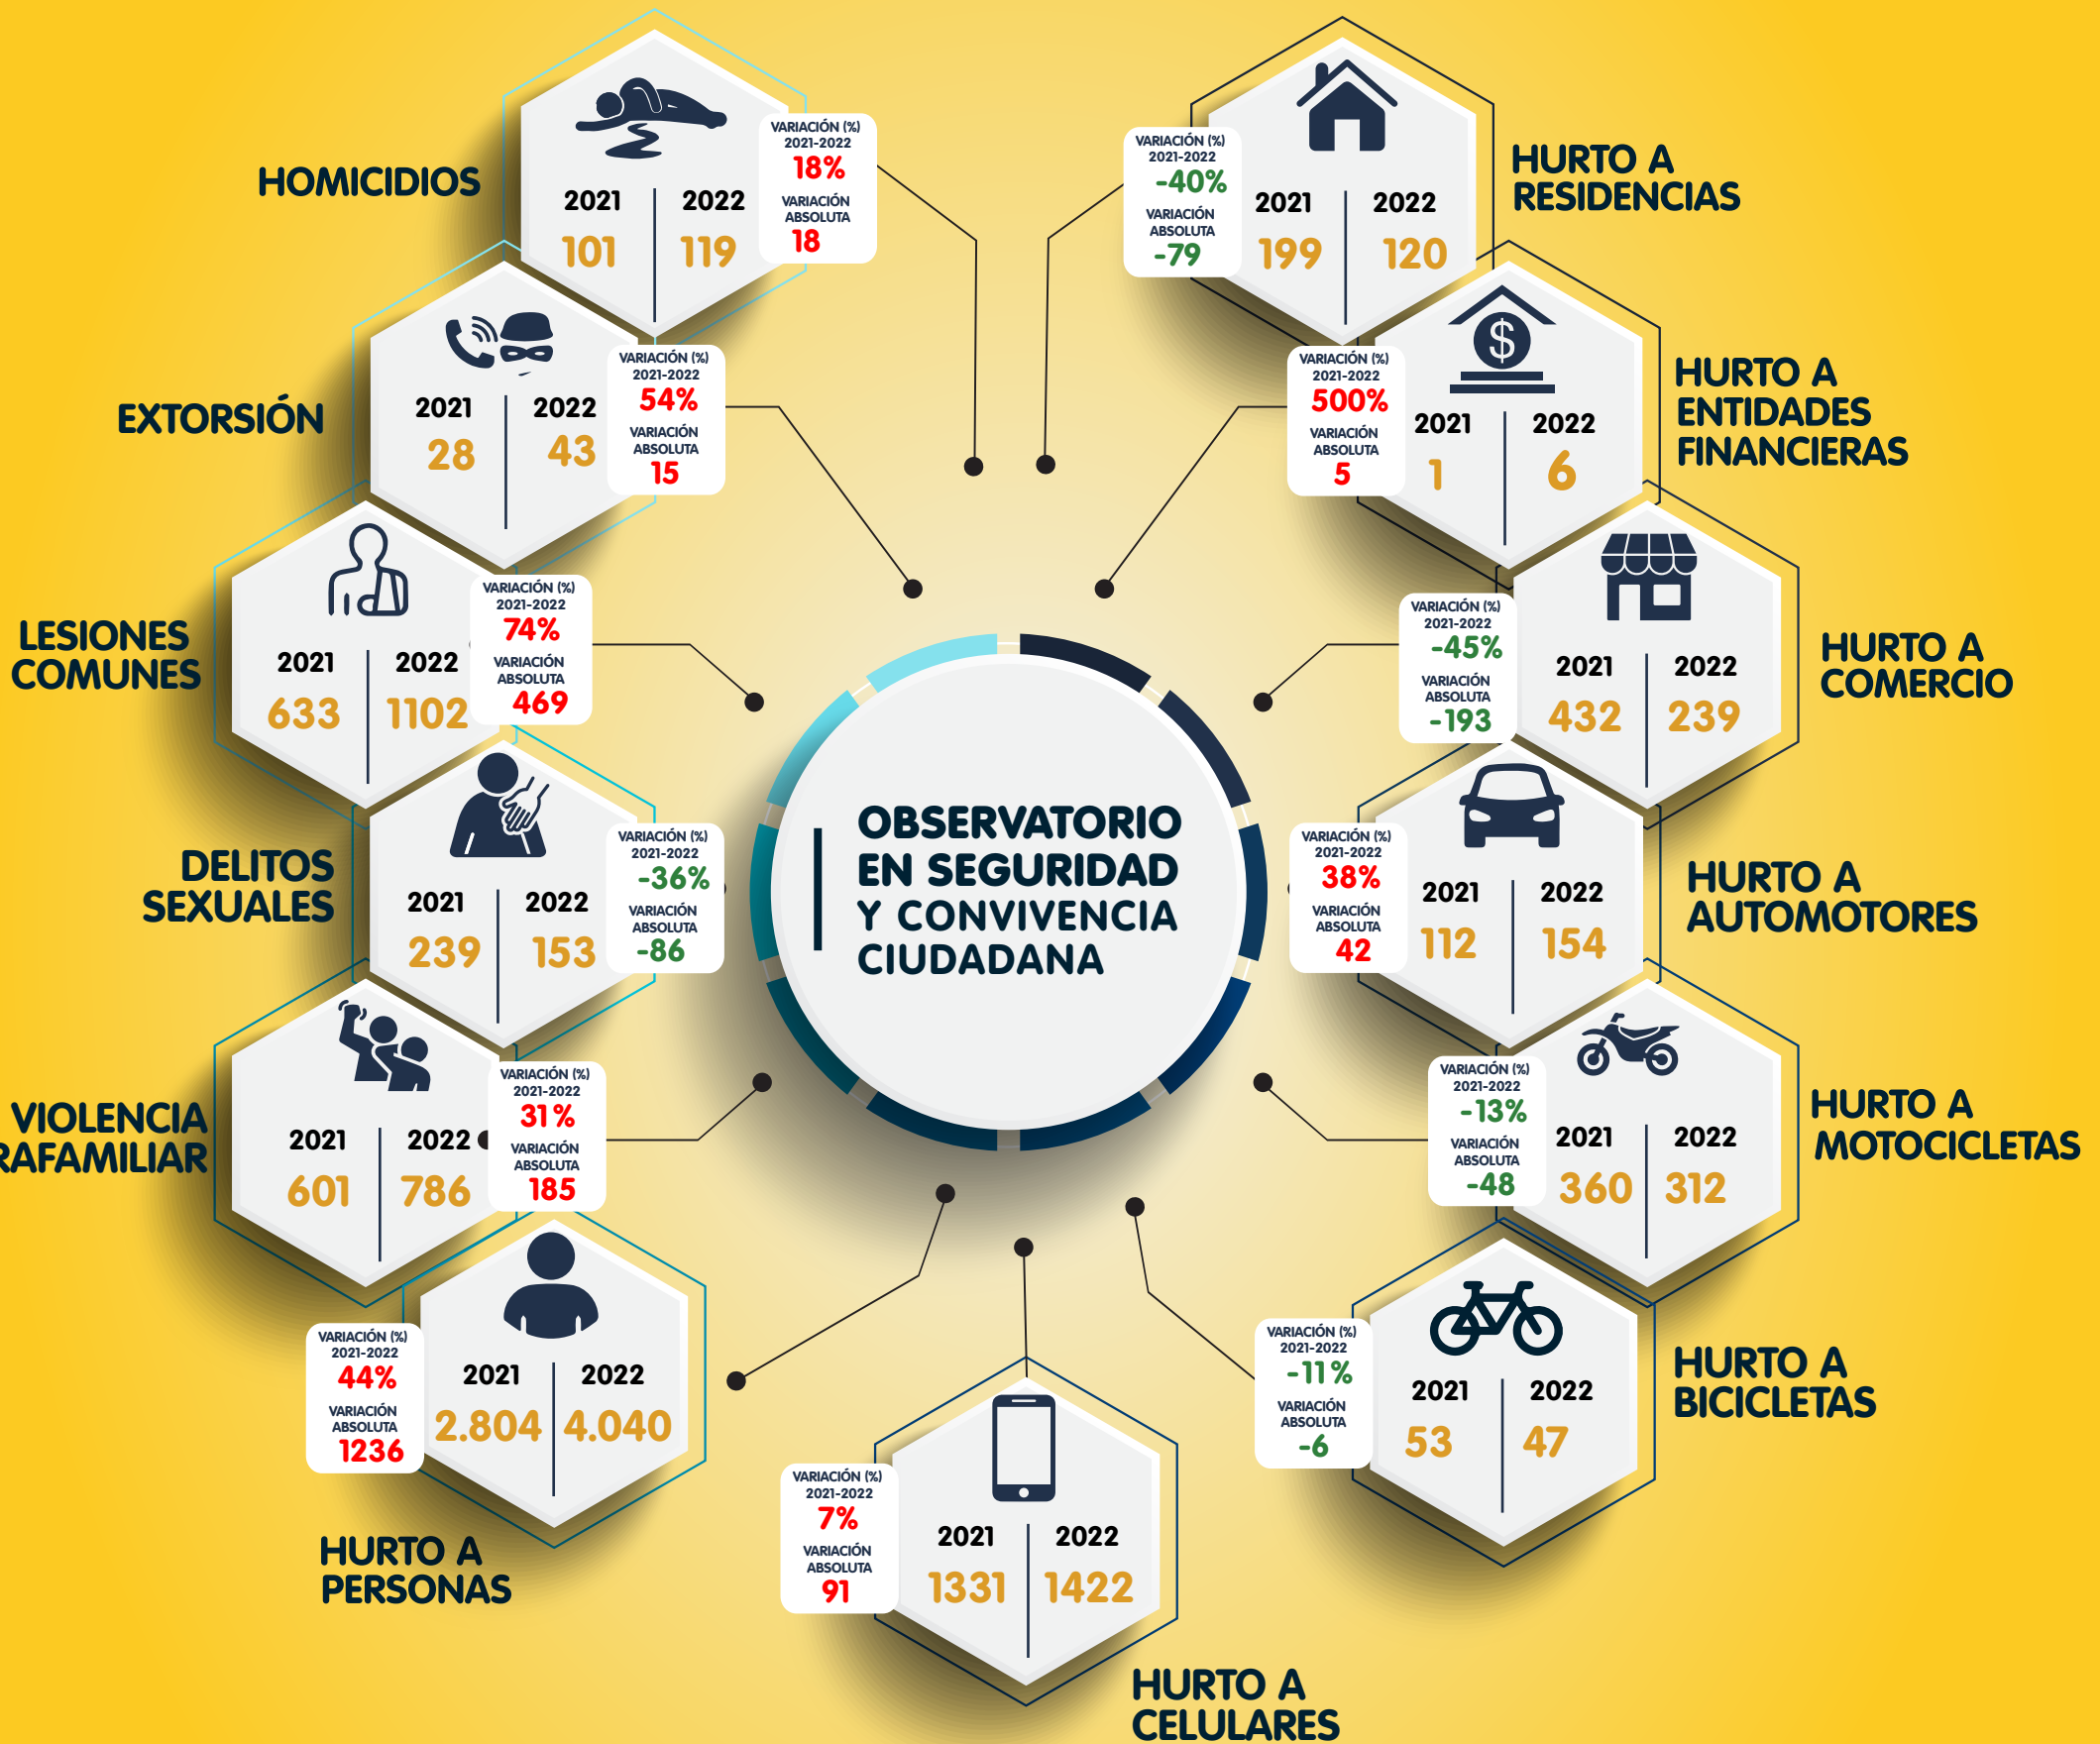 HOMICIDIOS
2021
2022
101
119
VARIACIÓN (%)
2021-2022
18%
VARIACIÓN
ABSOLUTA
18
EXTORSIÓN
2021
2022
28
43
VARIACIÓN (%)
2021-2022
54%
VARIACIÓN
ABSOLUTA
15
LESIONES
COMUNES
2021
2022
633
1102
VARIACIÓN (%)
2021-2022
74%
VARIACIÓN
ABSOLUTA
469
DELITOS
SEXUALES
2021
2022
239
153
VARIACIÓN (%)
2021-2022
-36%
VARIACIÓN
ABSOLUTA
-86
VIOLENCIA
RAFAMILIAR
2021
2022
601
786
VARIACIÓN (%)
2021-2022
31%
VARIACIÓN
ABSOLUTA
185
VARIACIÓN (%)
2021-2022
44%
VARIACIÓN
ABSOLUTA
1236
2021
2022
2.804
4.040
HURTO A
PERSONAS
OBSERVATORIO
EN SEGURIDAD
Y CONVIVENCIA
CIUDADANA
VARIACIÓN (%)
2021-2022
7%
VARIACIÓN
ABSOLUTA
91
2021
2022
1331
1422
HURTO A
CELULARES
VARIACIÓN (%)
2021-2022
-40%
VARIACIÓN
ABSOLUTA
-79
2021
2022
199
120
HURTO A
RESIDENCIAS
VARIACIÓN (%)
2021-2022
500%
VARIACIÓN
ABSOLUTA
5
$
2021
2022
1
6
HURTO A
ENTIDADES
FINANCIERAS
VARIACIÓN (%)
2021-2022
-45%
VARIACIÓN
ABSOLUTA
-193
2021
2022
432
239
HURTO A
COMERCIO
VARIACIÓN (%)
2021-2022
38%
VARIACIÓN
ABSOLUTA
42
2021
2022
112
154
HURTO A
AUTOMOTORES
VARIACIÓN (%)
2021-2022
-13%
VARIACIÓN
ABSOLUTA
-48
2021
2022
360
312
HURTO A
MOTOCICLETAS
VARIACIÓN (%)
2021-2022
-11%
VARIACIÓN
ABSOLUTA
-6
2021
2022
53
47
HURTO A
BICICLETAS